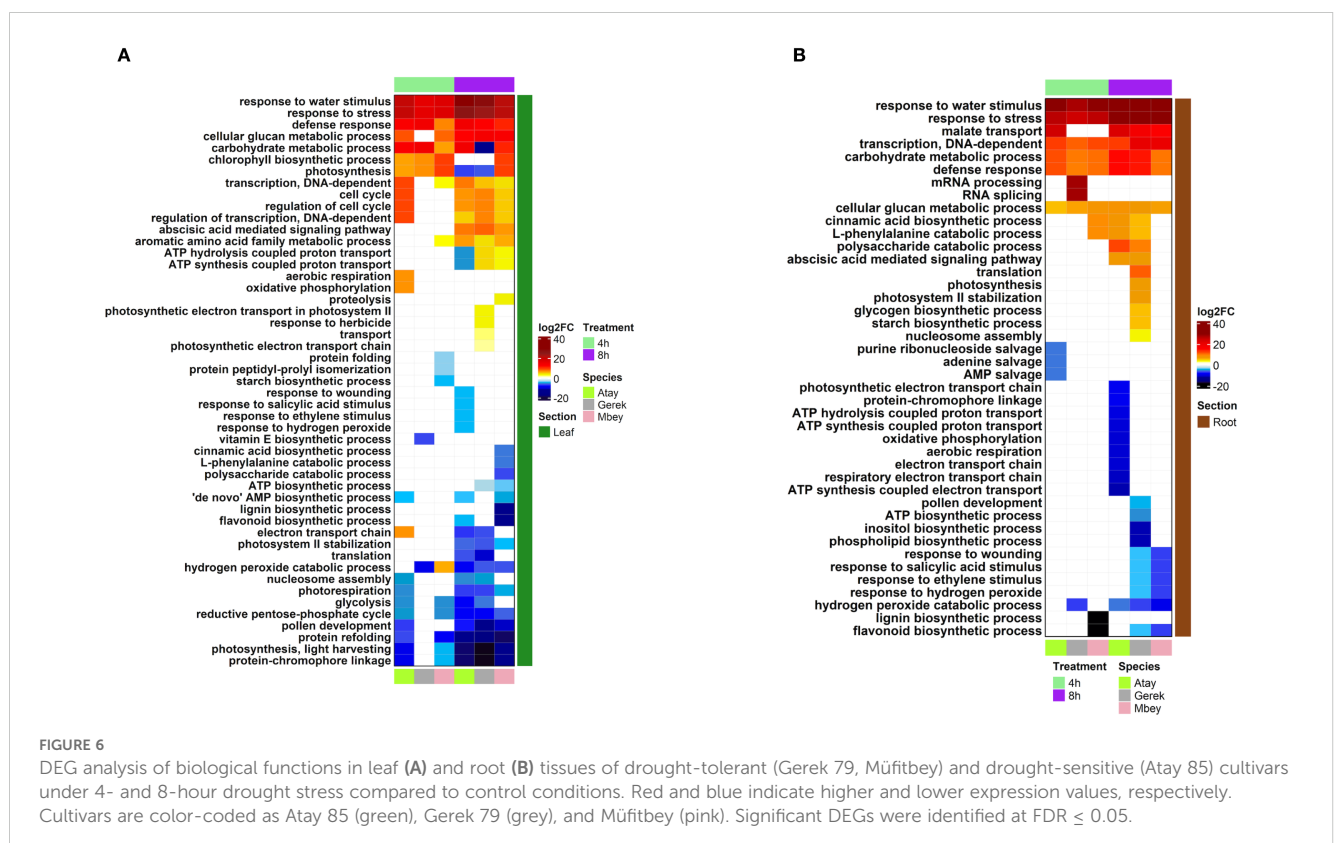 A
response to water stimulus
response to stress
defense response
cellular glucan metabolic process
carbohydrate metabolic process
chlorophyll biosynthetic process
photosynthesis
transcription, DNA-dependent
cell cycle
regulation of cell cycle
regulation of transcription, DNA-dependent
abscisic acid mediated signaling pathway
aromatic amino acid family metabolic process
ATP hydrolysis coupled proton transport
ATP synthesis coupled proton transport
aerobic respiration
oxidative phosphorylation
proteolysis
photosynthetic electron transport in photosystem II
response to herbicide
transport
photosynthetic electron transport chain
protein folding
protein peptidyl-prolyl isomerization
starch biosynthetic process
response to wounding
response to salicylic acid stimulus
response to ethylene stimulus
response to hydrogen peroxide
vitamin E biosynthetic process
cinnamic acid biosynthetic process
L-phenylalanine catabolic process
polysaccharide catabolic process
ATP biosynthetic process
'de novo' AMP biosynthetic process
lignin biosynthetic process
flavonoid biosynthetic process
electron transport chain
photosystem II stabilization
translation
hydrogen peroxide catabolic process
nucleosome assembly
photorespiration
glycolysis
reductive pentose-phosphate cycle
pollen development
protein refolding
photosynthesis, light harvesting
protein-chromophore linkage
log2FC
40
20
0
-20
Section
Leaf
Treatment
4h
8h
Species
Atay
Gerek
Mbey
B
response to water stimulus
response to stress
malate transport
transcription, DNA-dependent
carbohydrate metabolic process
defense response
mRNA processing
RNA splicing
cellular glucan metabolic process
cinnamic acid biosynthetic process
L-phenylalanine catabolic process
polysaccharide catabolic process
abscisic acid mediated signaling pathway
translation
photosynthesis
photosystem II stabilization
glycogen biosynthetic process
starch biosynthetic process
nucleosome assembly
purine ribonucleoside salvage
adenine salvage
AMP salvage
photosynthetic electron transport chain
protein-chromophore linkage
ATP hydrolysis coupled proton transport
ATP synthesis coupled proton transport
oxidative phosphorylation
aerobic respiration
electron transport chain
respiratory electron transport chain
ATP synthesis coupled electron transport
pollen development
ATP biosynthetic process
inositol biosynthetic process
phospholipid biosynthetic process
response to wounding
response to salicylic acid stimulus
response to ethylene stimulus
response to hydrogen peroxide
hydrogen peroxide catabolic process
lignin biosynthetic process
flavonoid biosynthetic process
log2FC
40
20
0
-20
Section
Root
Treatment
4h
8h
Species
Atay
Gerek
Mbey
FIGURE 6
DEG analysis of biological functions in leaf (A) and root (B) tissues of drought-tolerant (Gerek 79, Müfitbey) and drought-sensitive (Atay 85) cultivars
under 4- and 8-hour drought stress compared to control conditions. Red and blue indicate higher and lower expression values, respectively.
Cultivars are color-coded as Atay 85 (green), Gerek 79 (grey), and Müfitbey (pink). Significant DEGs were identified at FDR ≤ 0.05.